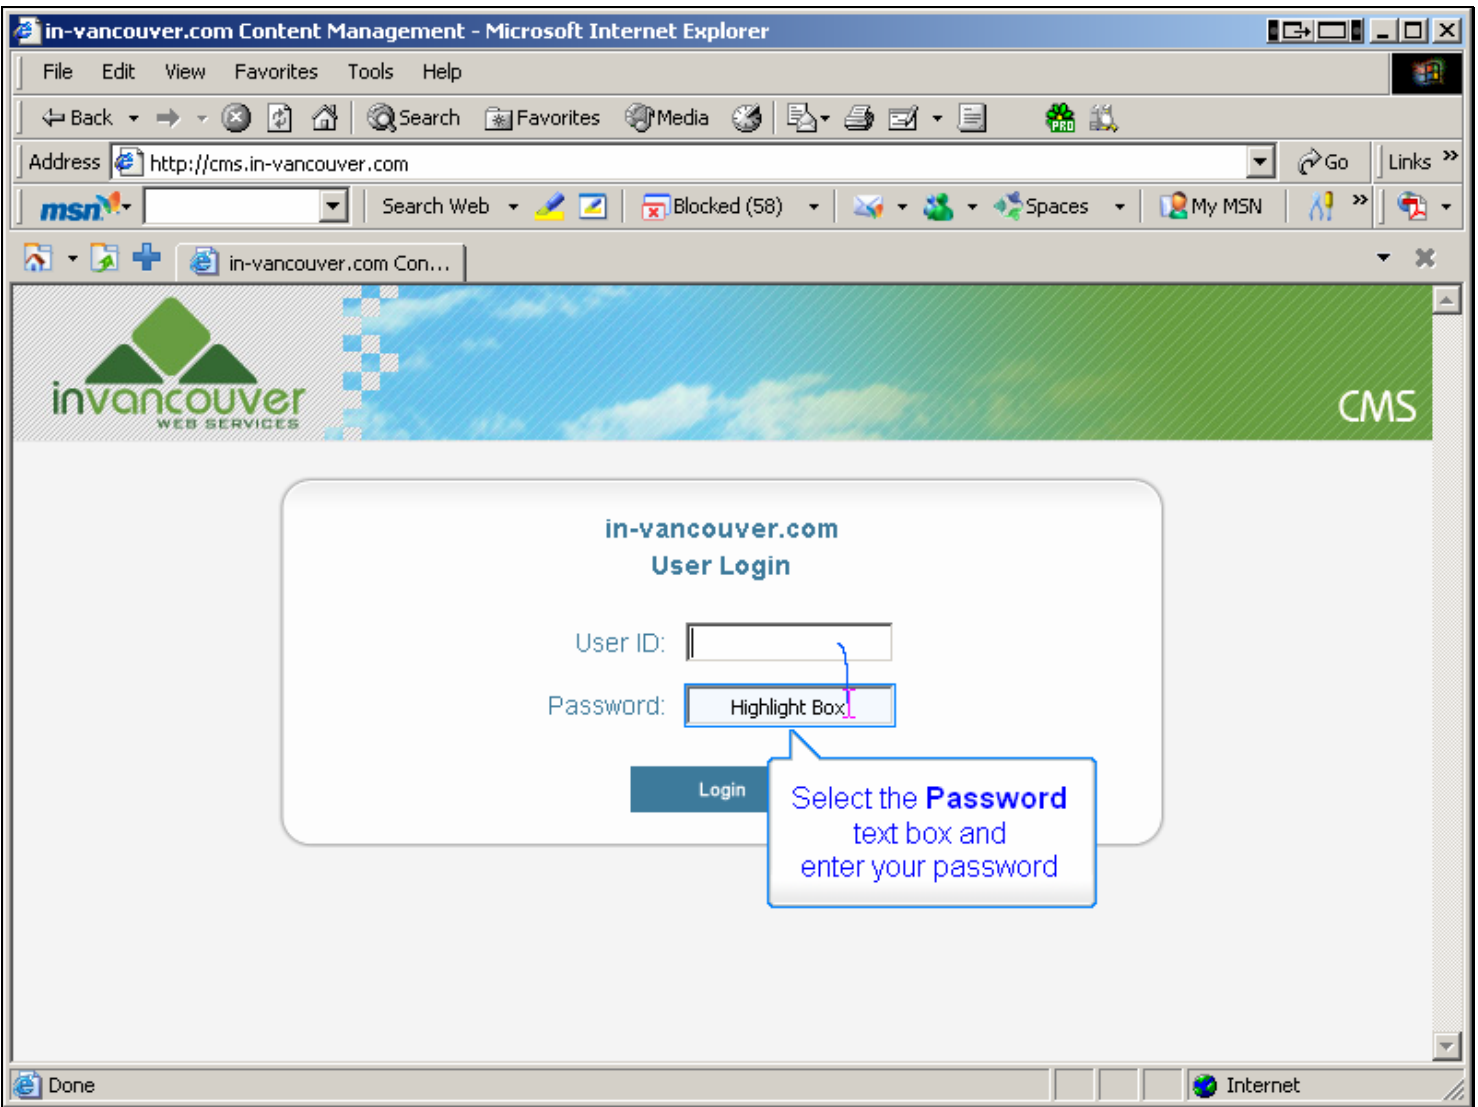 in-vancouver.com Content Management - Microsoft Internet Explorer
File Edit View Favorites Tools Help
Back Search Favorites Media PRO
Address http://cms.in-vancouver.com Go Links »
msn Search Web Blocked (58) Spaces My MSN »
in-vancouver.com Con...
invancouver
WEB SERVICES
CMS
in-vancouver.com
User Login
User ID:
Password: Highlight Box
Login
Select the Password
text box and
enter your password
Done Internet